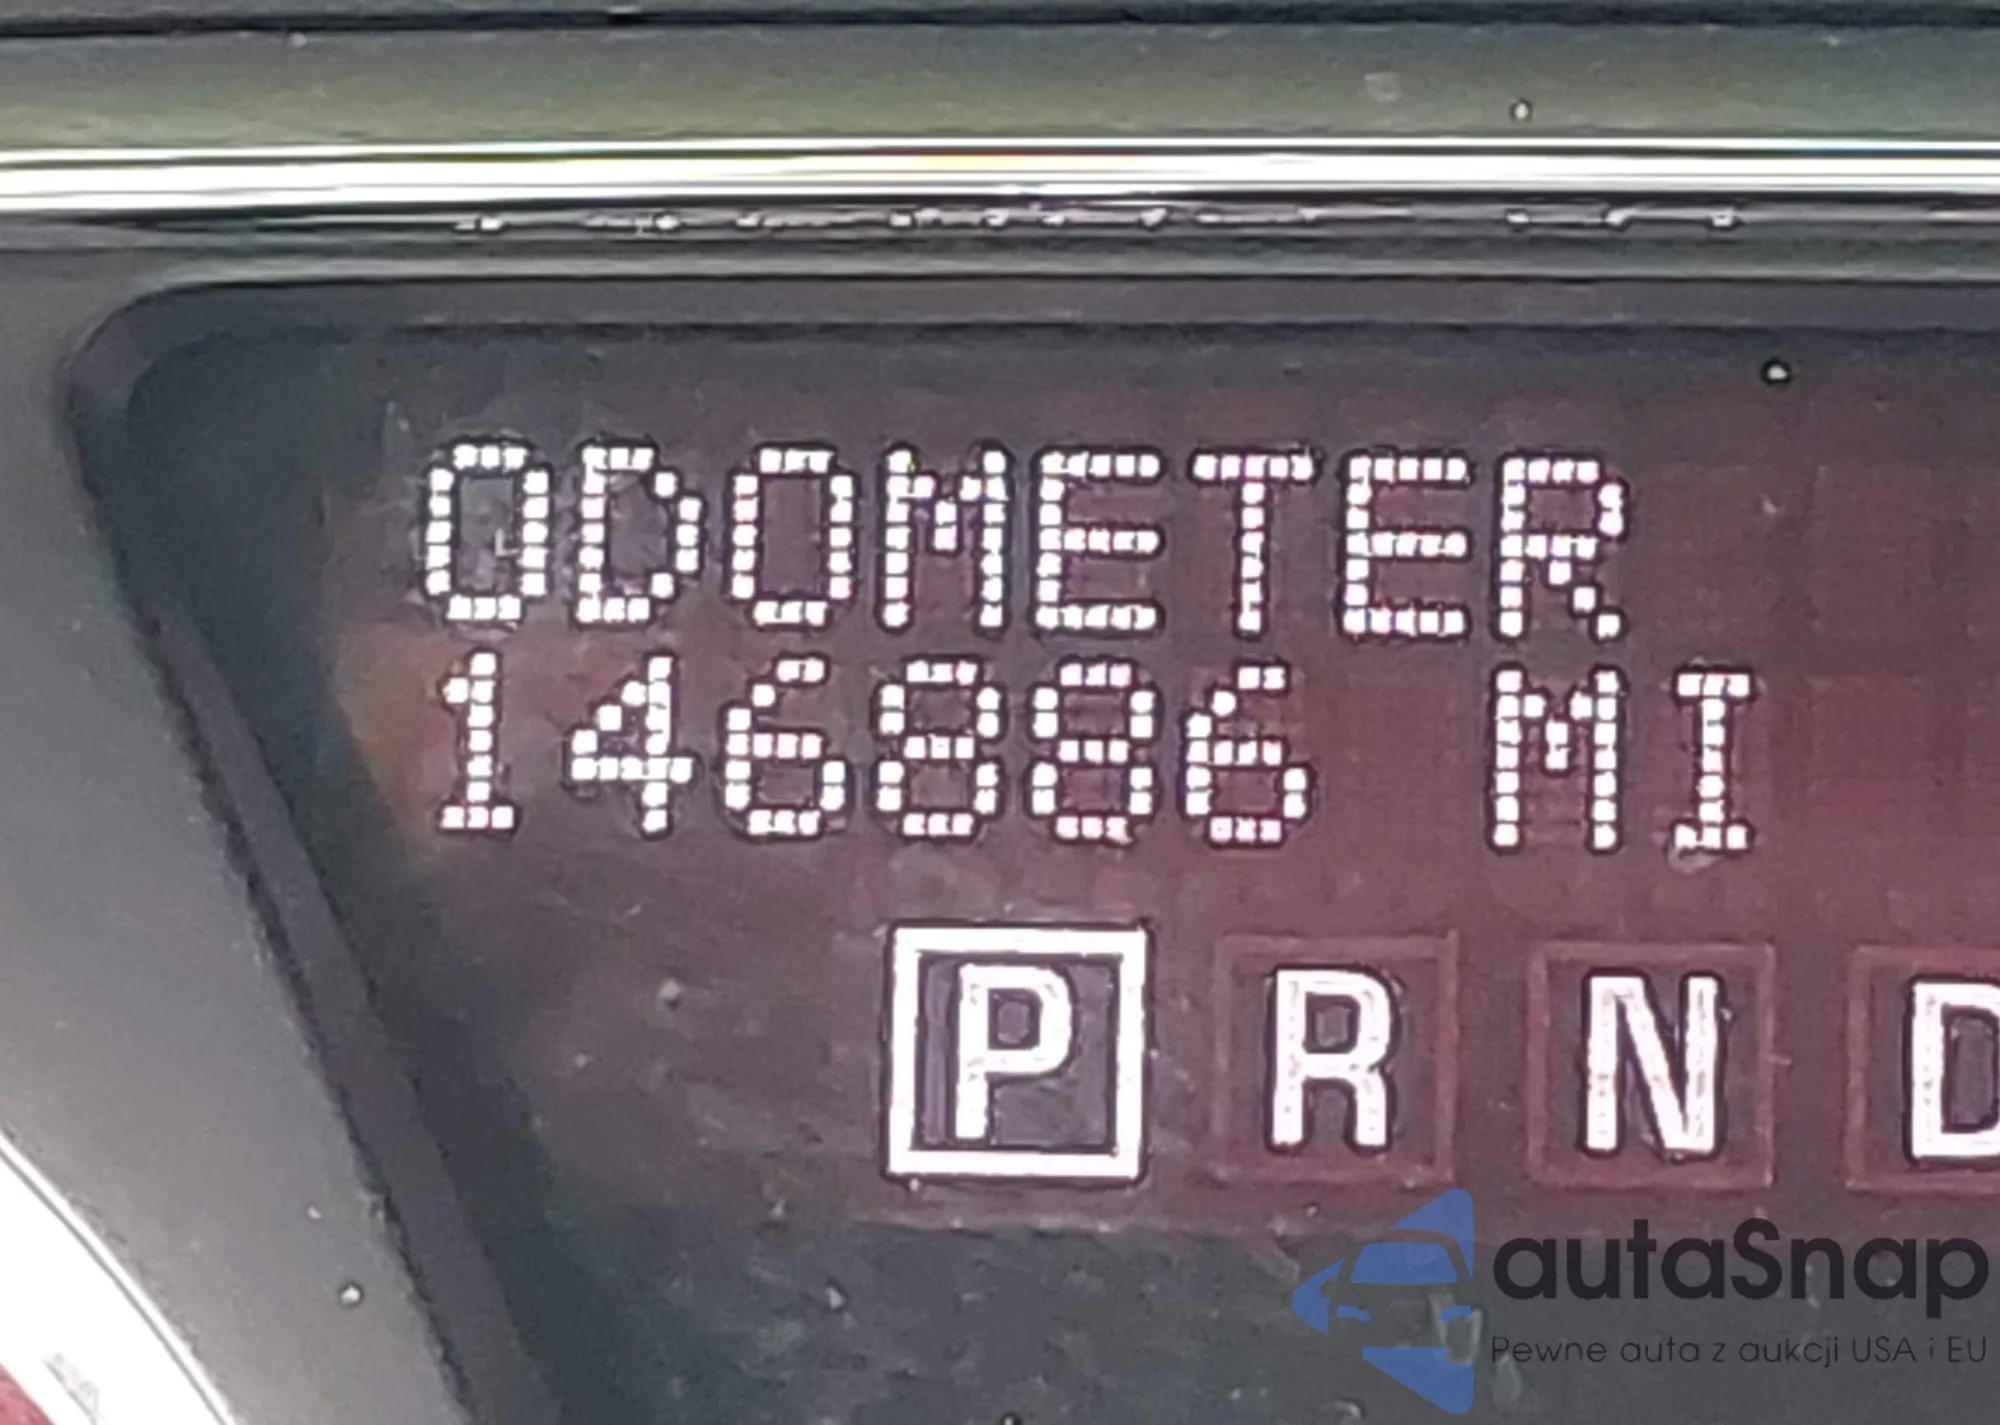 ODOMETER
146886 MI
P R N D
autaSnap
Pewne auta z aukcji USA i EU